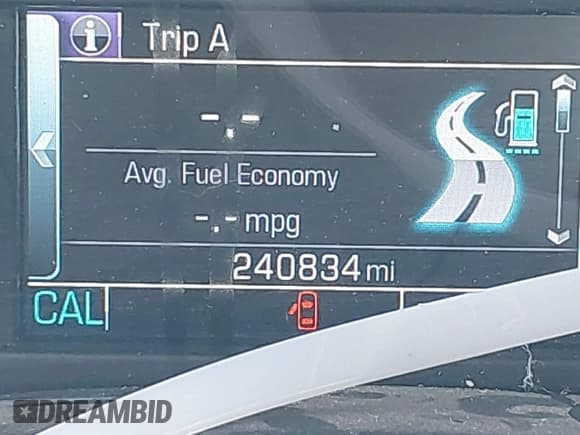 i Trip A
-.-
Avg. Fuel Economy
-.- mpg
240834 mi
CAL
DREAMBID